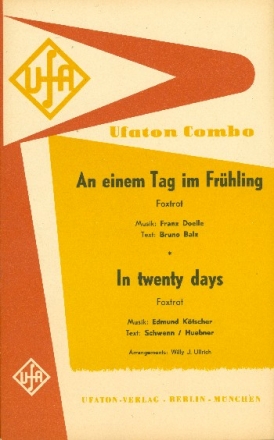 UFA
Ufaton Combo
An einem Tag im Frühling
Foxtrot
Musik: Franz Doelle
Text: Bruno Balz
*
In twenty days
Foxtrot
Musik: Edmund Kötscher
Text: Schwenn / Huebner
Arrangements: Willy J. Ullrich
UFA
UFATON-VERLAG - BERLIN-MÜNCHEN